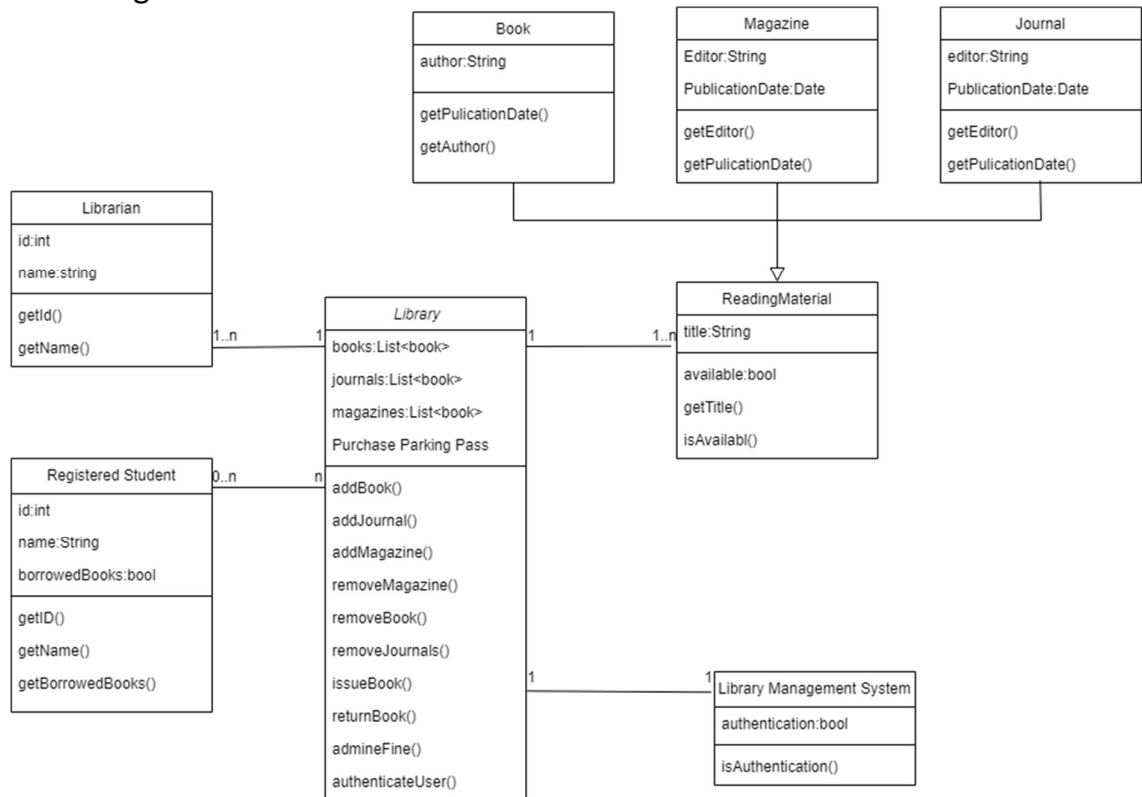 Book
author:String
getPulicationDate()
getAuthor()
Magazine
Editor:String
PublicationDate:Date
getEditor()
getPulicationDate()
Journal
editor:String
PublicationDate:Date
getEditor()
getPulicationDate()
Librarian
id:int
name:string
getId()
getName()
1..n
1
Library
books:List<book>
journals:List<book>
magazines:List<book>
Purchase Parking Pass
addBook()
addJournal()
addMagazine()
removeMagazine()
removeBook()
removeJournals()
issueBook()
returnBook()
admineFine()
authenticateUser()
1
1..n
ReadingMaterial
title:String
available:bool
getTitle()
isAvailabl()
Registered Student
id:int
name:String
borrowedBooks:bool
getID()
getName()
getBorrowedBooks()
0..n
n
1
1
Library Management System
authentication:bool
isAuthentication()